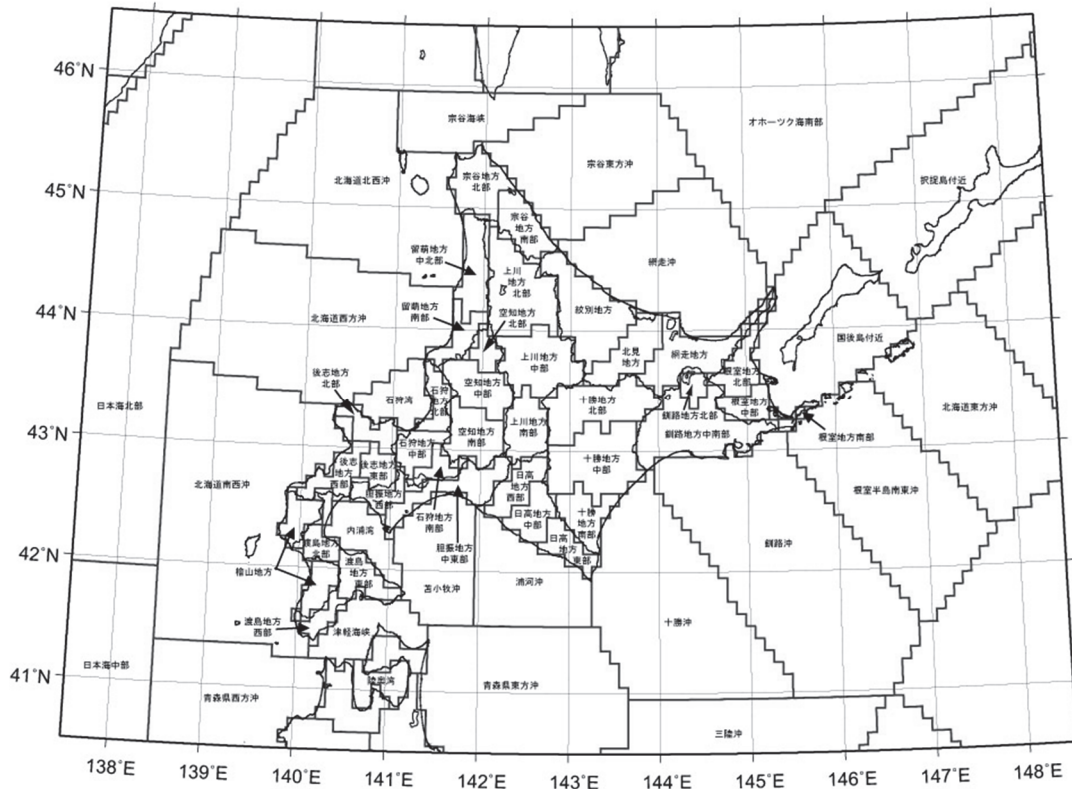 46˚N
45˚N
44˚N
43˚N
42˚N
41˚N
138˚E
139˚E
140˚E
141˚E
142˚E
143˚E
144˚E
145˚E
146˚E
147˚E
148˚E
宗谷海峡
オホーツク海南部
宗谷東方沖
北海道北西沖
宗谷地方
北部
択捉島付近
宗谷
地方
南部
留萌地方
中北部
上川
地方
北部
網走沖
留萌地方
南部
空知地方
北部
紋別地方
北海道西方沖
国後島付近
北見
地方
網走地方
上川地方
中部
後志地方
北部
石狩湾
石狩
地方
北部
空知地方
中部
根室地方
北部
日本海北部
十勝地方
北部
根室地方
中部
釧路地方北部
北海道東方沖
石狩地方
中部
空知地方
南部
上川地方
南部
釧路地方中南部
根室地方南部
後志
地方
西部
後志地方
東部
十勝地方
中部
北海道南西沖
胆振地方
西部
日高
地方
西部
根室半島南東沖
石狩地方
南部
日高地方
中部
十勝
地方
南部
内浦湾
渡島地方
北部
胆振地方
中東部
日高
地方
東部
釧路沖
檜山地方
渡島
地方
東部
苫小牧沖
浦河沖
渡島地方
西部
津軽海峡
十勝沖
日本海中部
陸奥湾
青森県西方沖
青森県東方沖
三陸沖